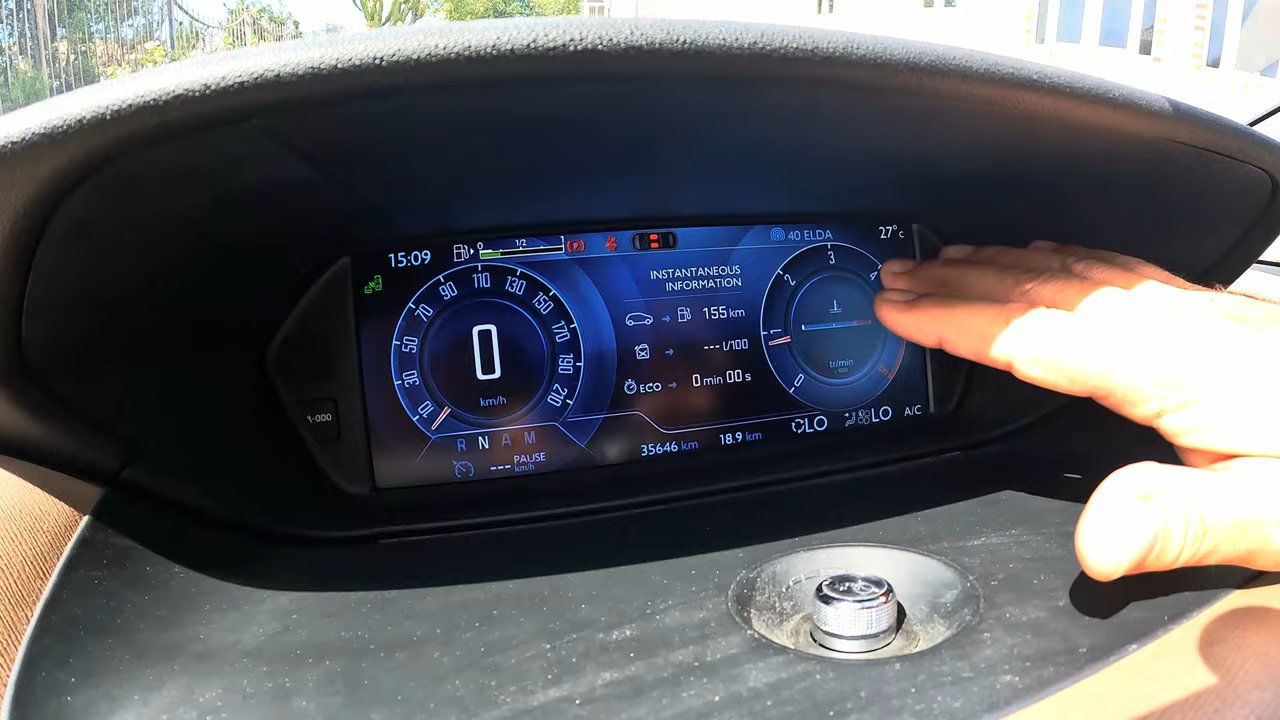 15:09
0 1/2 1
(P)
40 ELDA
27°C
10 30 50 70 90 110 130 150 170 190 210
0
km/h
R N A M
--- PAUSE
km/h
INSTANTANEOUS
INFORMATION
155 km
--- l/100
ECO 0 min 00 s
0 1 2 3 4
tr/min
35646 km 18.9 km
LO LO A/C